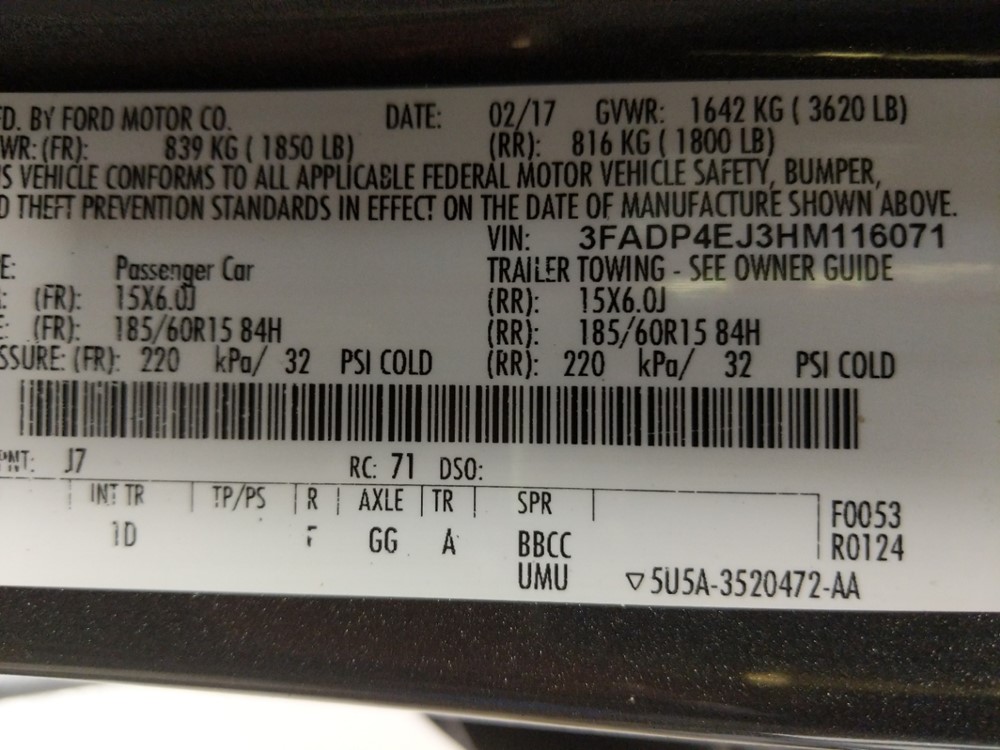 FD. BY FORD MOTOR CO. DATE: 02/17 GVWR: 1642 KG ( 3620 LB)
WR: (FR): 839 KG ( 1850 LB) (RR): 816 KG ( 1800 LB)
S VEHICLE CONFORMS TO ALL APPLICABLE FEDERAL MOTOR VEHICLE SAFETY, BUMPER,
D THEFT PREVENTION STANDARDS IN EFFECT ON THE DATE OF MANUFACTURE SHOWN ABOVE.
VIN: 3FADP4EJ3HM116071
E: Passenger Car TRAILER TOWING - SEE OWNER GUIDE
: (FR): 15X6.0J (RR): 15X6.0J
E: (FR): 185/60R15 84H (RR): 185/60R15 84H
SSURE: (FR): 220 kPa/ 32 PSI COLD (RR): 220 kPa/ 32 PSI COLD
PNT: J7 RC: 71 DSO:
INT TR TP/PS R AXLE TR SPR F0053
1D F GG A BBCC R0124
UMU ▽5U5A-3520472-AA